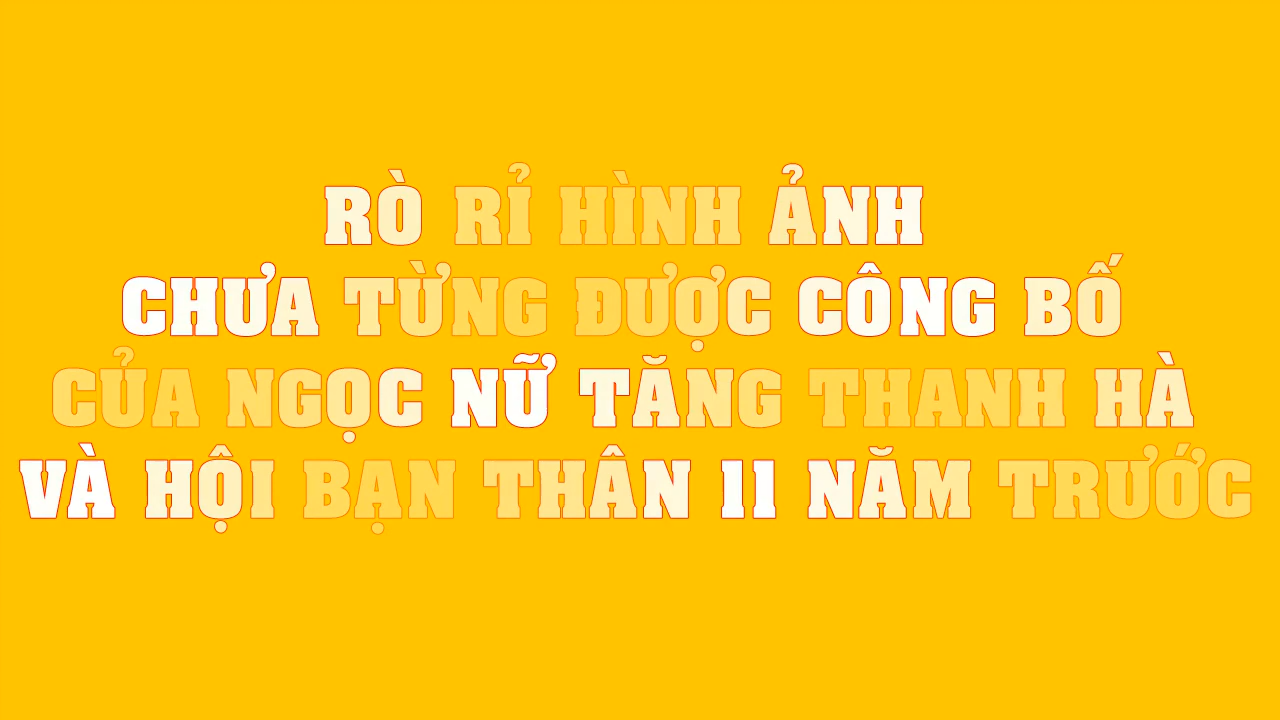 RÒ RỈ HÌNH ẢNH
CHƯA TỪNG ĐƯỢC CÔNG BỐ
CỦA NGỌC NỮ TĂNG THANH HÀ
VÀ HỘI BẠN THÂN 11 NĂM TRƯỚC